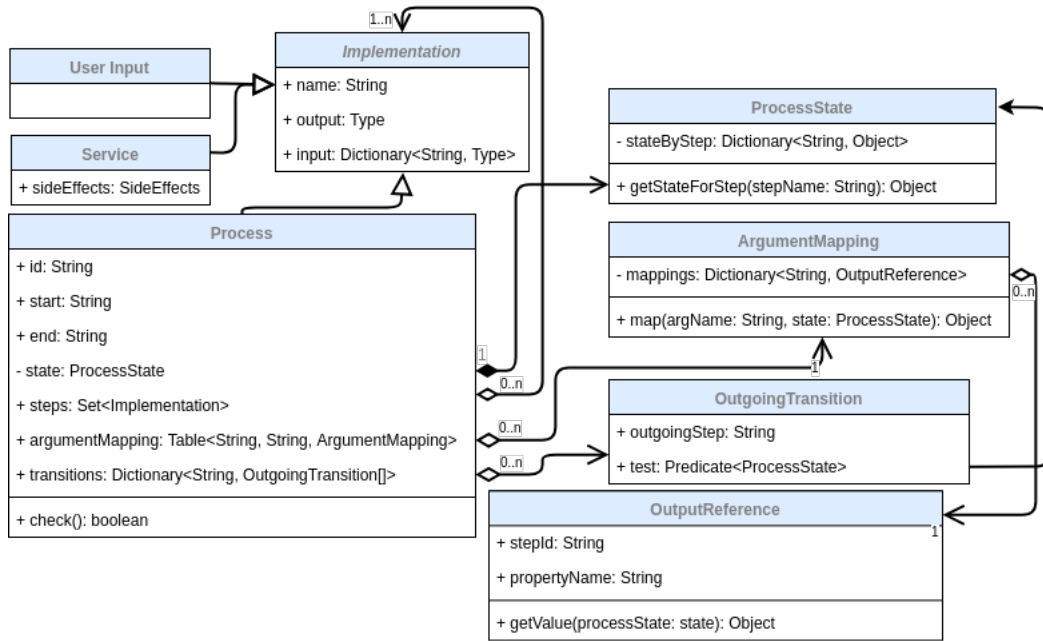 1..n
Implementation
+ name: String
+ output: Type
+ input: Dictionary<String, Type>
User Input
Service
+ sideEffects: SideEffects
Process
+ id: String
+ start: String
+ end: String
- state: ProcessState
+ steps: Set<Implementation>
+ argumentMapping: Table<String, String, ArgumentMapping>
+ transitions: Dictionary<String, OutgoingTransition[]>
+ check(): boolean
1
0..n
0..n
0..n
ProcessState
- stateByStep: Dictionary<String, Object>
+ getStateForStep(stepName: String): Object
ArgumentMapping
- mappings: Dictionary<String, OutputReference>
+ map(argName: String, state: ProcessState): Object
0..n
1
OutgoingTransition
+ outgoingStep: String
+ test: Predicate<ProcessState>
OutputReference
1
+ stepId: String
+ propertyName: String
+ getValue(processState: state): Object